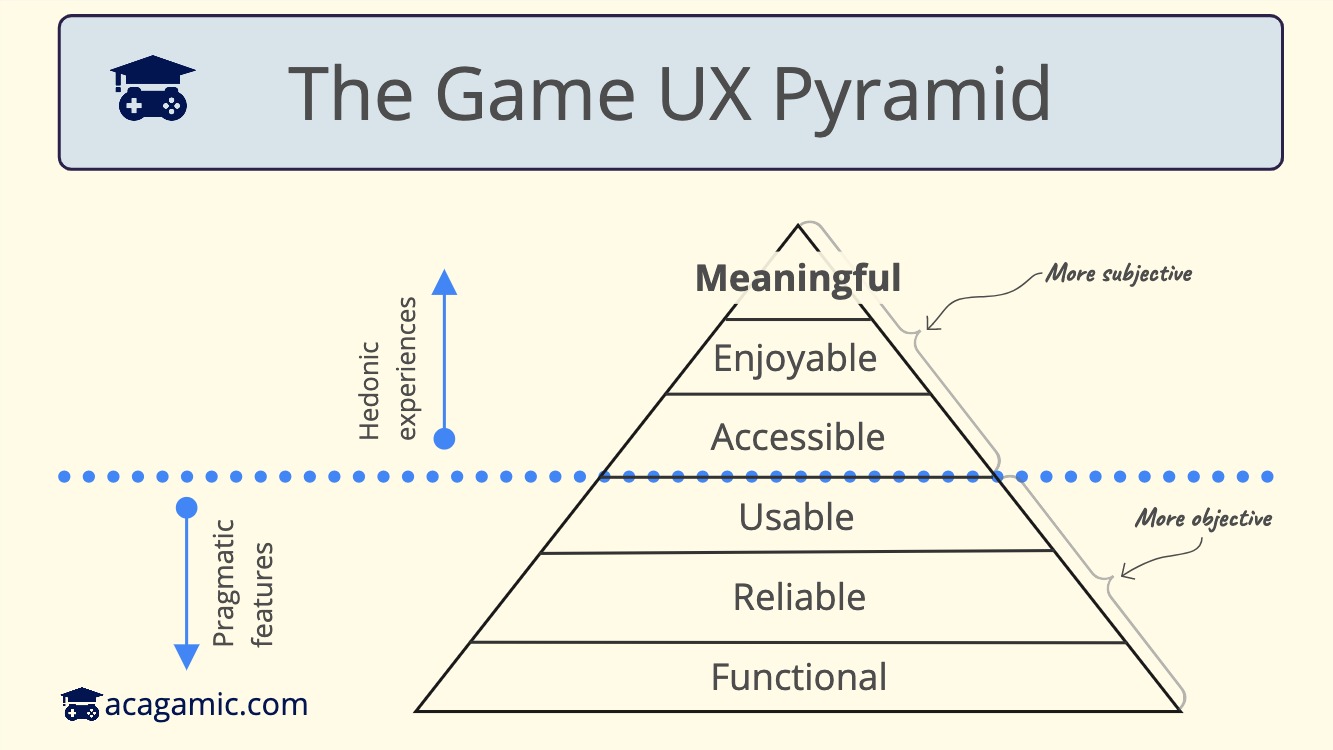 The Game UX Pyramid
Meaningful
More subjective
Enjoyable
Hedonic
experiences
Accessible
Usable
More objective
Pragmatic
features
Reliable
Functional
acagamic.com